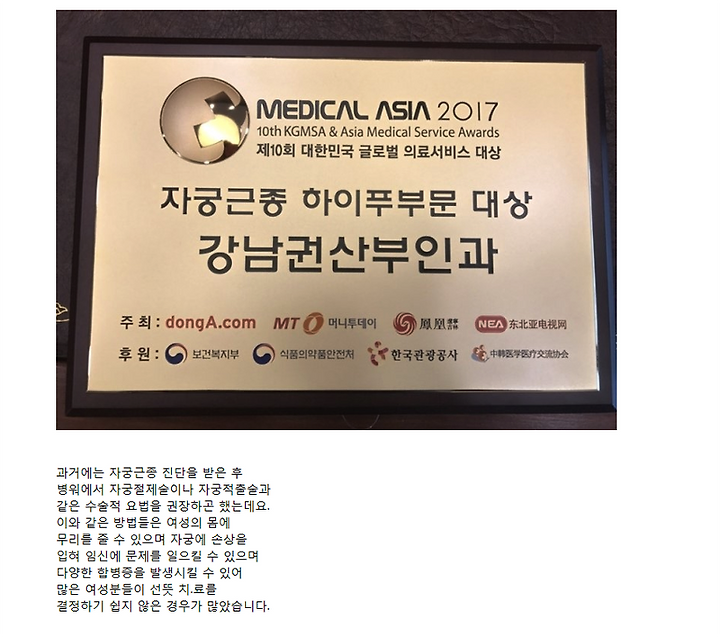 MEDICAL ASIA 2017
10th KGMSA & Asia Medical Service Awards
제10회 대한민국 글로벌 의료서비스 대상
자궁근종 하이푸부문 대상
강남권산부인과
주최 : dongA.com MTO 머니투데이 鳳凰 NEA 东北亚电视网
후원 : 보건복지부 식품의약품안전처 한국관광공사 中韩医学医疗交流协会
과거에는 자궁근종 진단을 받은 후
병워에서 자궁절제술이나 자궁적출술과
같은 수술적 요법을 권장하곤 했는데요.
이와 같은 방법들은 여성의 몸에
무리를 줄 수 있으며 자궁에 손상을
입혀 임신에 문제를 일으킬 수 있으며
다양한 합병증을 발생시킬 수 있어
많은 여성분들이 선뜻 치.료를
결정하기 쉽지 않은 경우가 많았습니다.